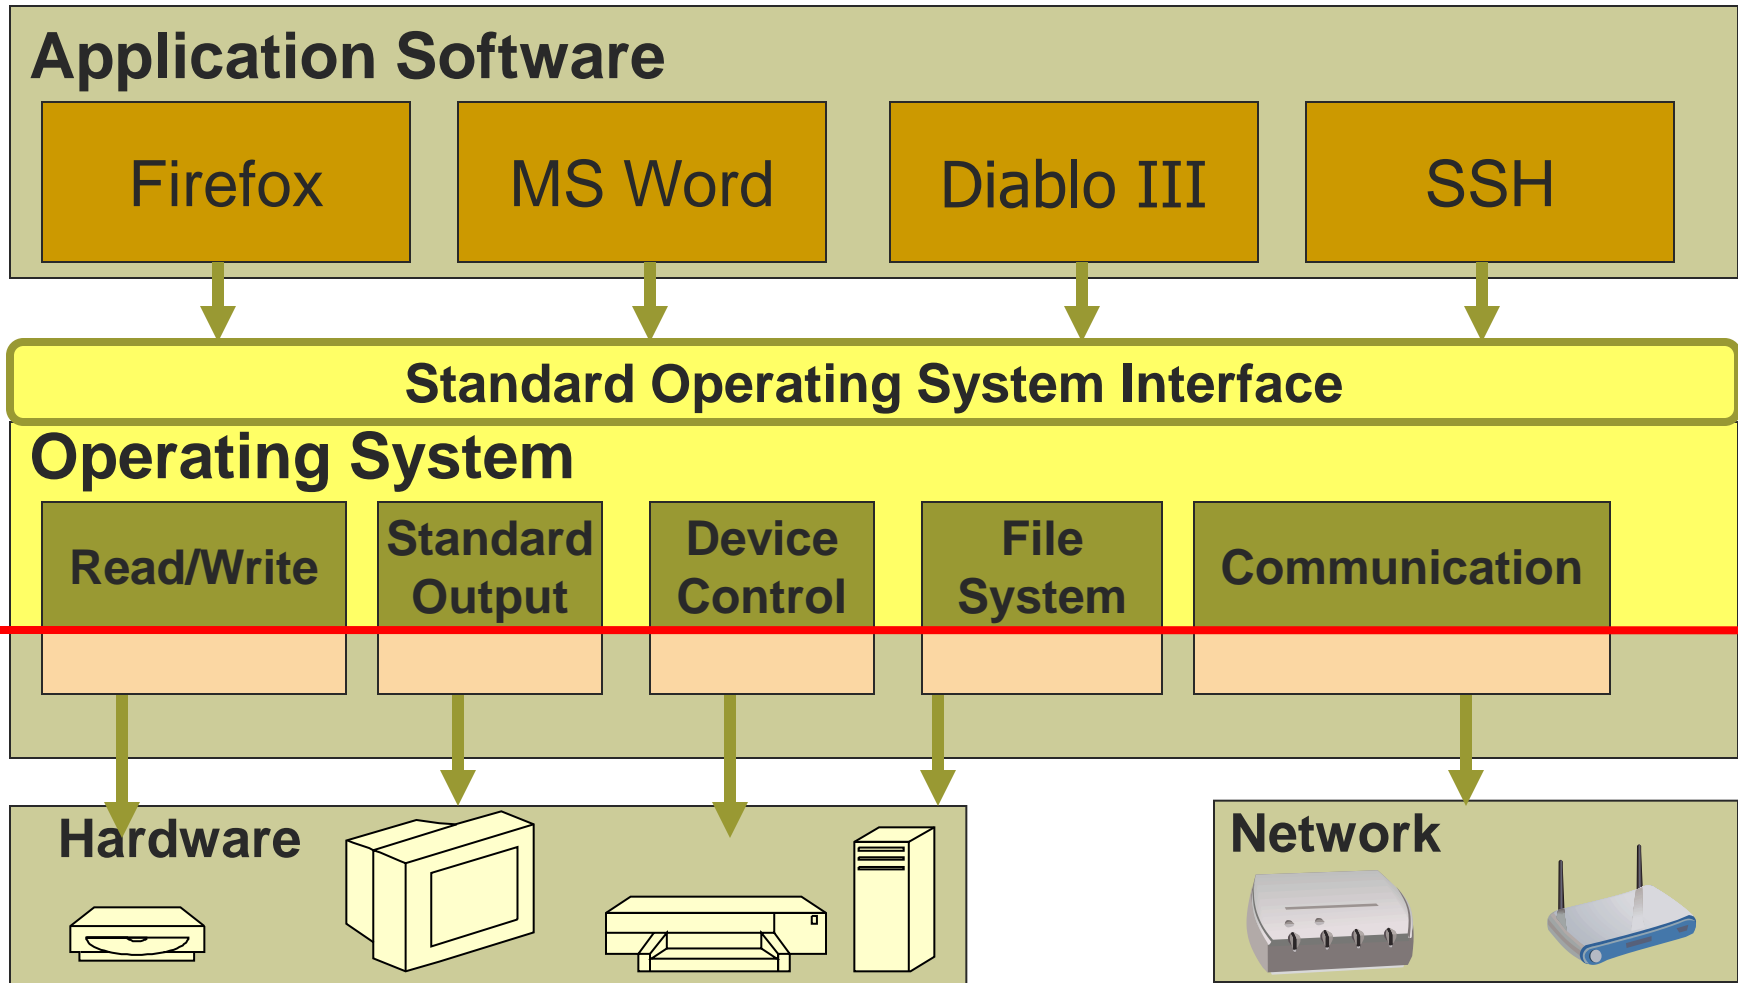 Application Software
Firefox
MS Word
Diablo III
SSH
Standard Operating System Interface
Operating System
Read/Write
Standard
Output
Device
Control
File
System
Communication
Hardware
Network